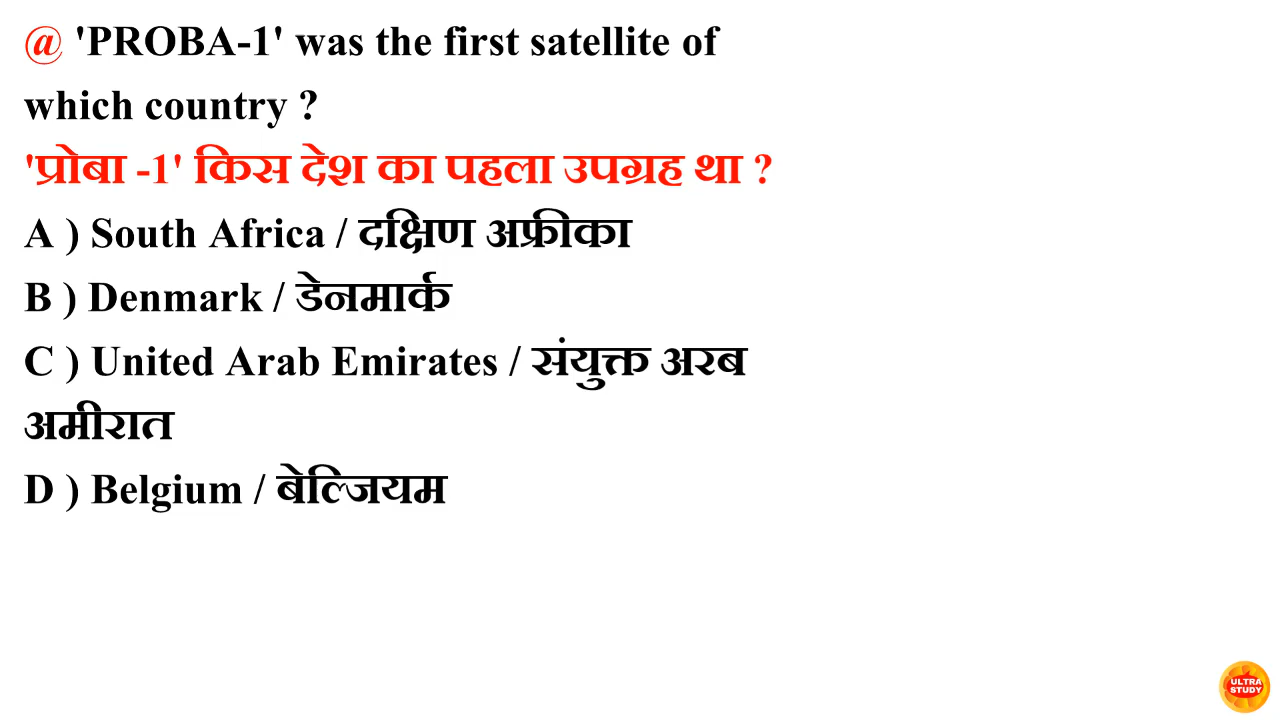 @ 'PROBA-1' was the first satellite of
which country ?
'प्रोबा -1' किस देश का पहला उपग्रह था ?
A ) South Africa / दक्षिण अफ्रीका
B ) Denmark / डेनमार्क
C ) United Arab Emirates / संयुक्त अरब
अमीरात
D ) Belgium / बेल्जियम
ULTRA
STUDY